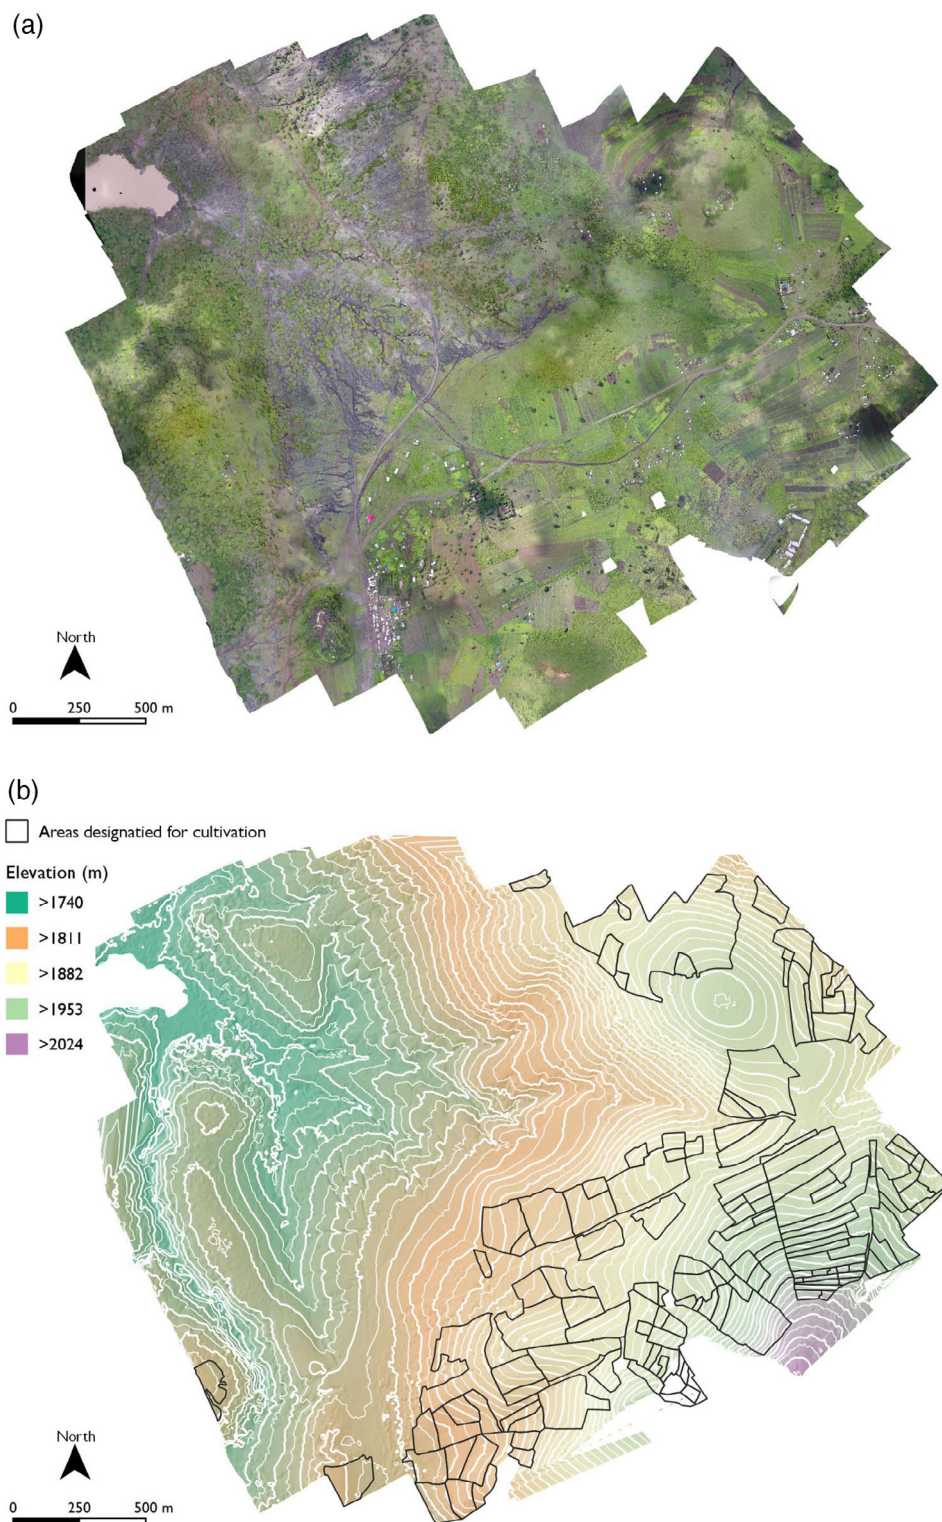 (a)
North
0 250 500 m
(b)
Areas designatied for cultivation
Elevation (m)
>1740
>1811
>1882
>1953
>2024
North
0 250 500 m